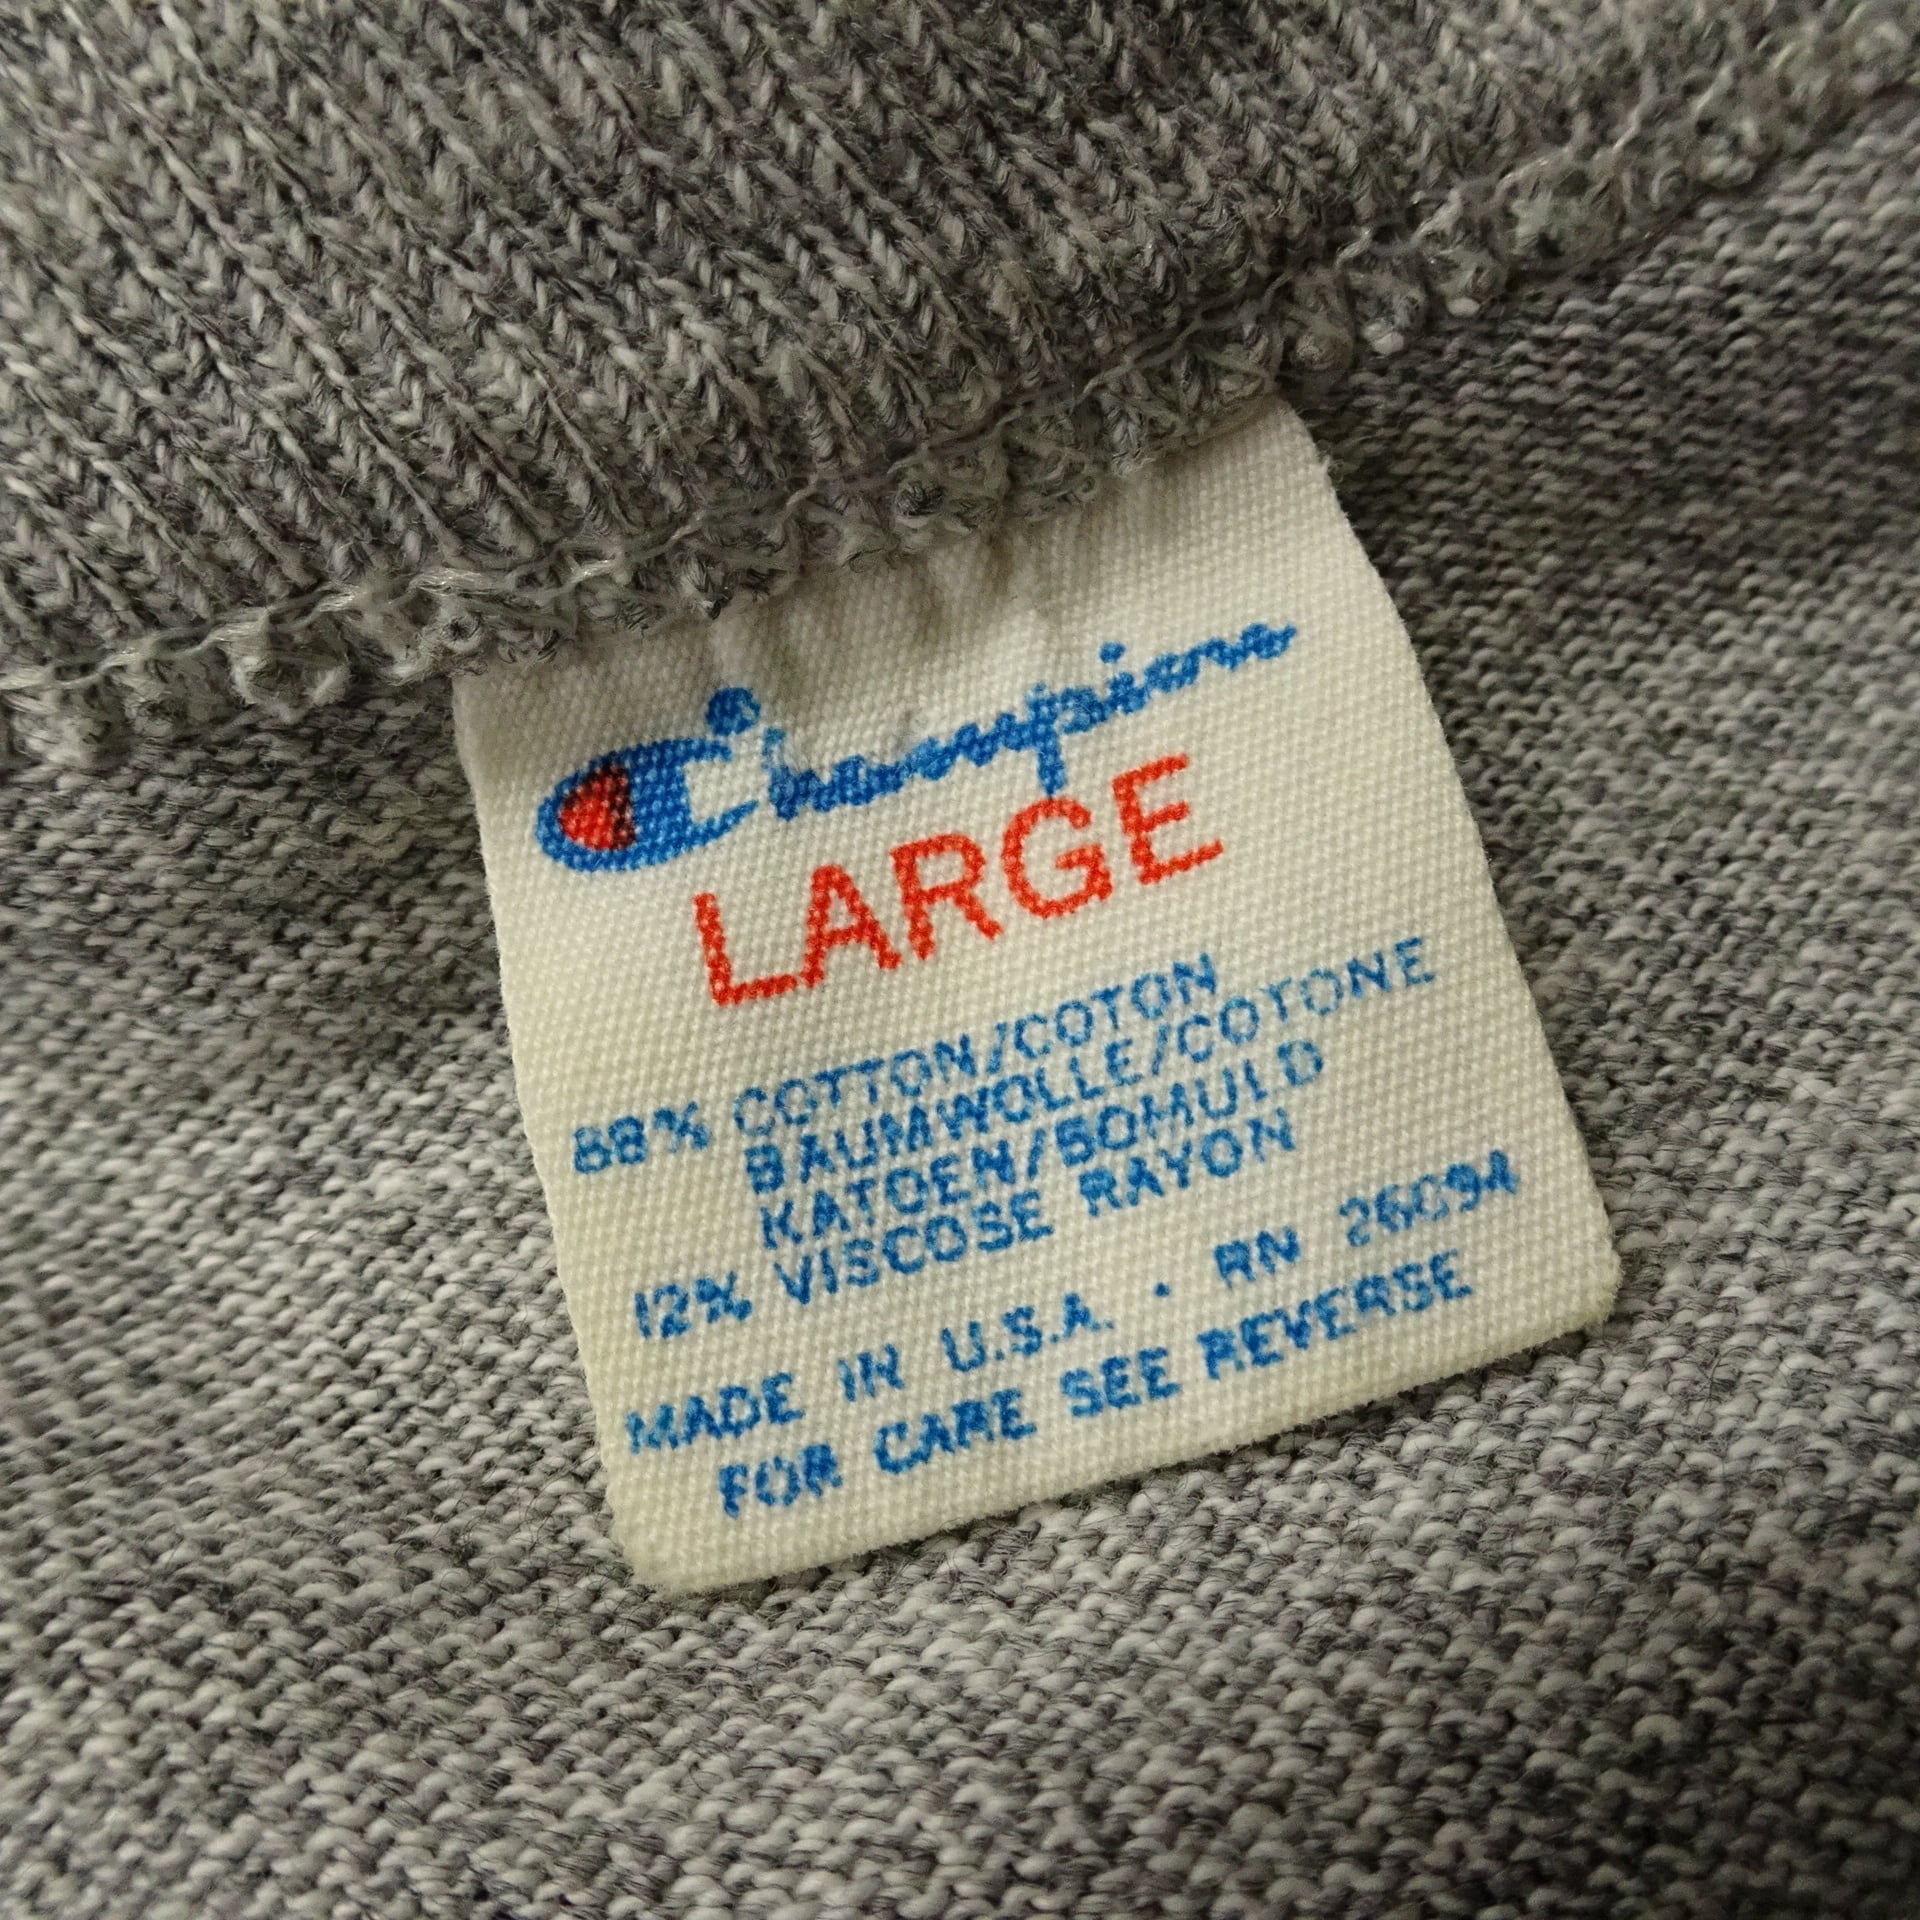 Champion
LARGE
88% COTTON/COTON
BAUMWOLLE/COTONE
KATOEN/BOMULD
12% VISCOSE RAYON
MADE IN U.S.A. · RN 26094
FOR CARE SEE REVERSE